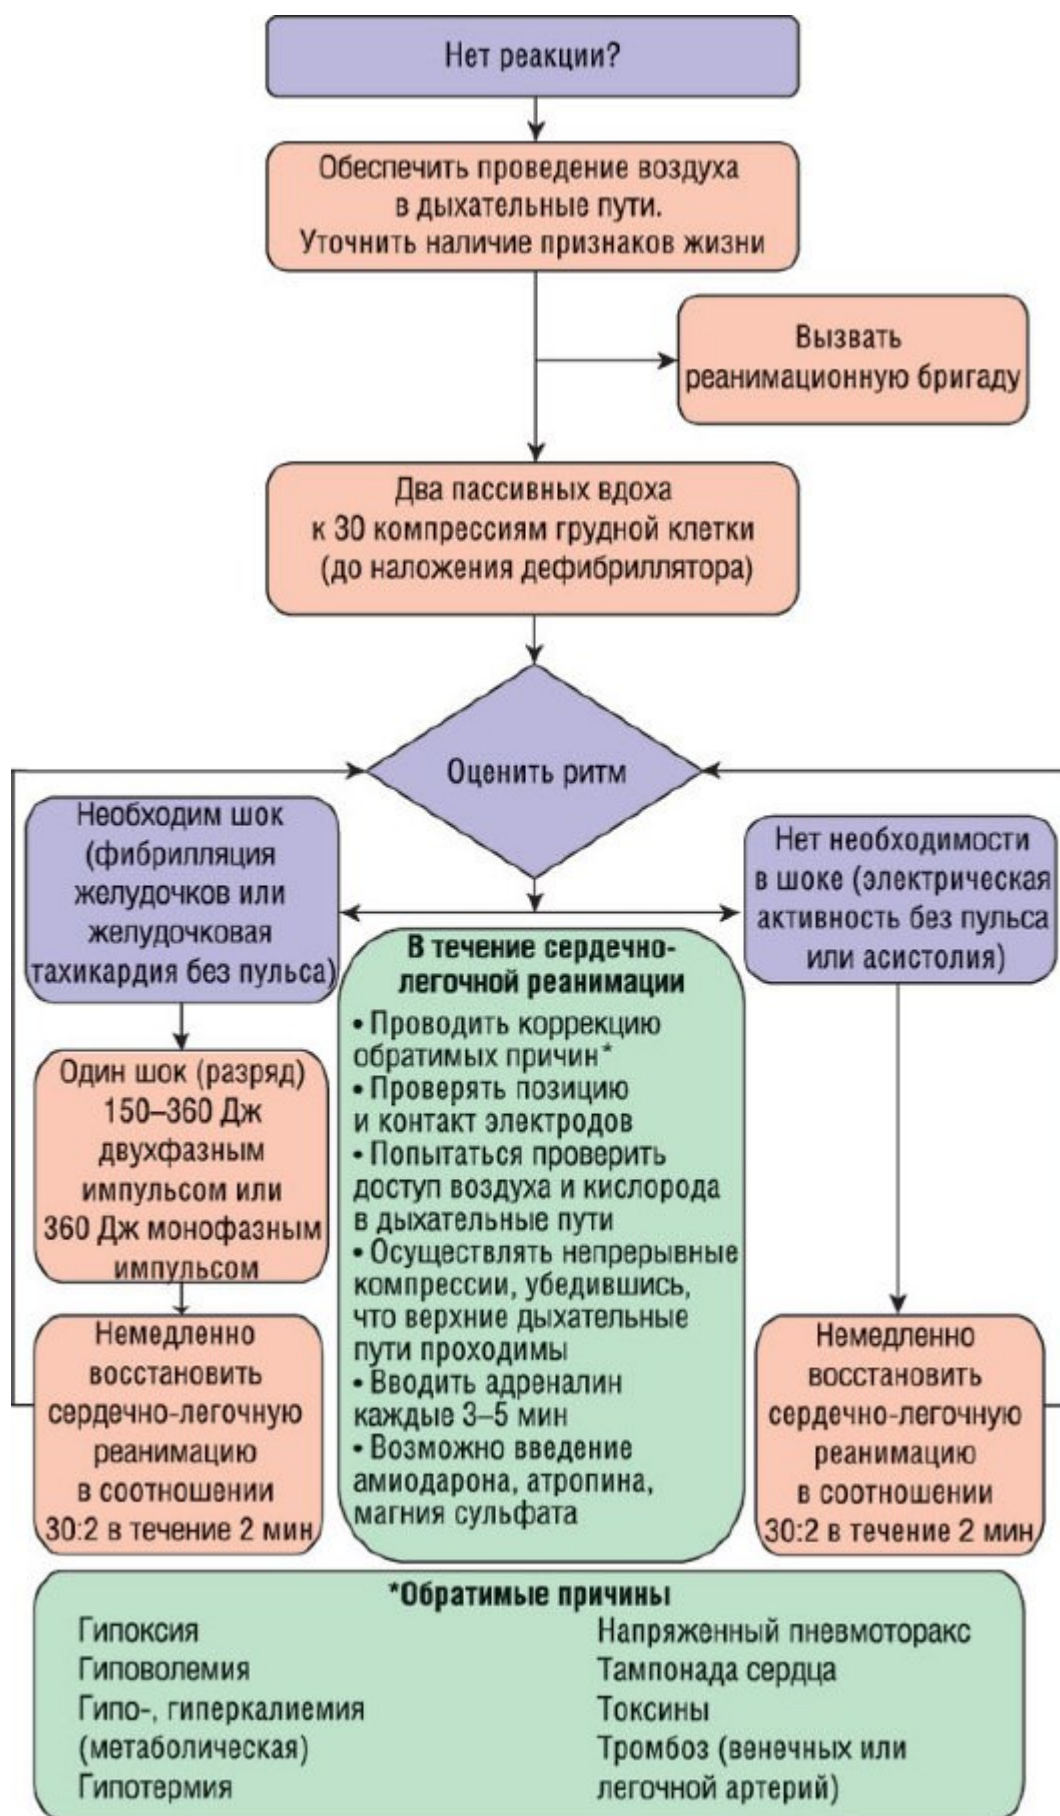 Нет реакции?
Обеспечить проведение воздуха
в дыхательные пути.
Уточнить наличие признаков жизни
Вызвать
реанимационную бригаду
Два пассивных вдоха
к 30 компрессиям грудной клетки
(до наложения дефибриллятора)
Оценить ритм
Необходим шок
(фибрилляция
желудочков или
желудочковая
тахикардия без пульса)
Один шок (разряд)
150–360 Дж
двухфазным
импульсом или
360 Дж монофазным
импульсом
Немедленно
восстановить
сердечно-легочную
реанимацию
в соотношении
30:2 в течение 2 мин
В течение сердечно-
легочной реанимации
• Проводить коррекцию
обратимых причин*
• Проверять позицию
и контакт электродов
• Попытаться проверить
доступ воздуха и кислорода
в дыхательные пути
• Осуществлять непрерывные
компрессии, убедившись,
что верхние дыхательные
пути проходимы
• Вводить адреналин
каждые 3–5 мин
• Возможно введение
амиодарона, атропина,
магния сульфата
Нет необходимости
в шоке (электрическая
активность без пульса
или асистолия)
Немедленно
восстановить
сердечно-легочную
реанимацию
в соотношении
30:2 в течение 2 мин
*Обратимые причины
Гипоксия
Гиповолемия
Гипо-, гиперкалиемия
(метаболическая)
Гипотермия
Напряженный пневмоторакс
Тампонада сердца
Токсины
Тромбоз (венечных или
легочной артерий)